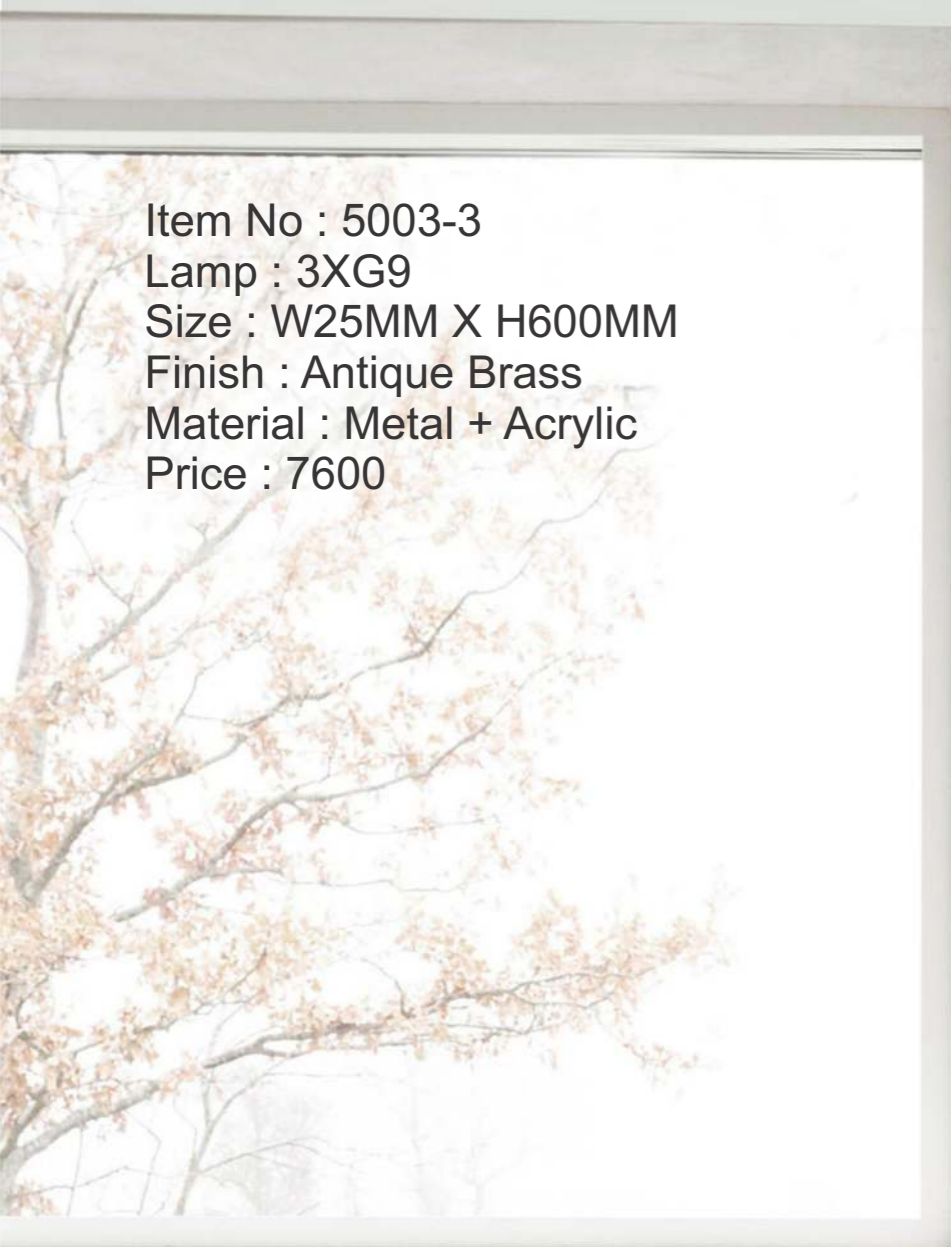 Item No : 5003-3
Lamp : 3XG9
Size : W25MM X H600MM
Finish : Antique Brass
Material : Metal + Acrylic
Price : 7600